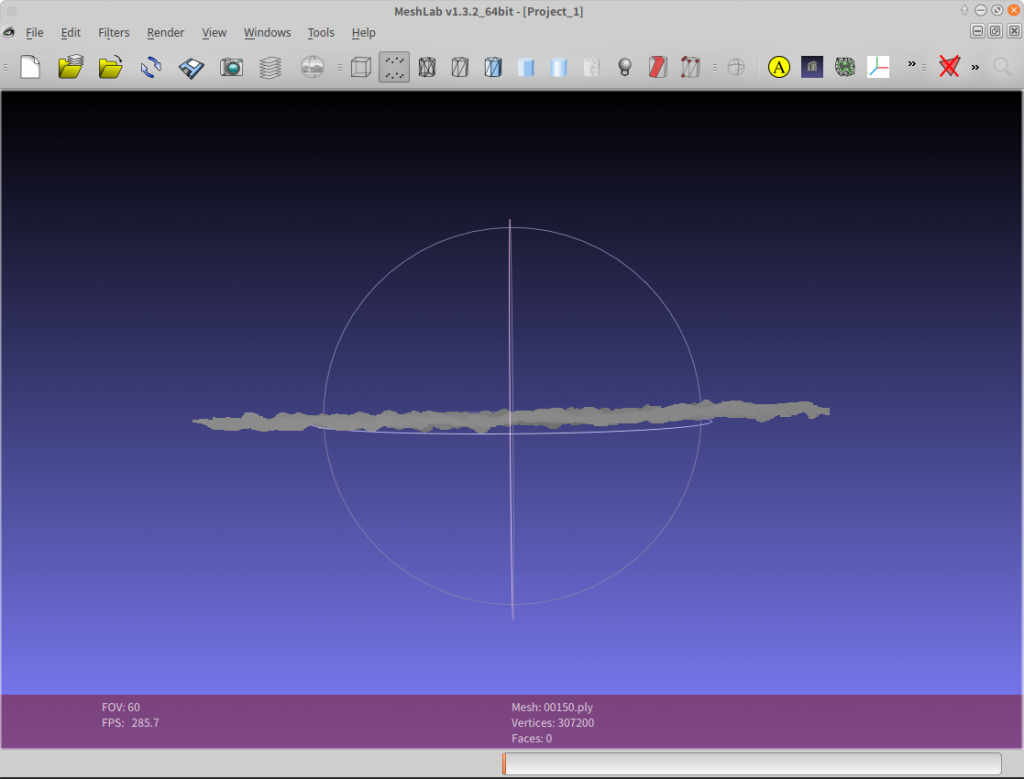 MeshLab v1.3.2_64bit - [Project_1]
File Edit Filters Render View Windows Tools Help
A
FOV: 60
FPS: 285.7
Mesh: 00150.ply
Vertices: 307200
Faces: 0